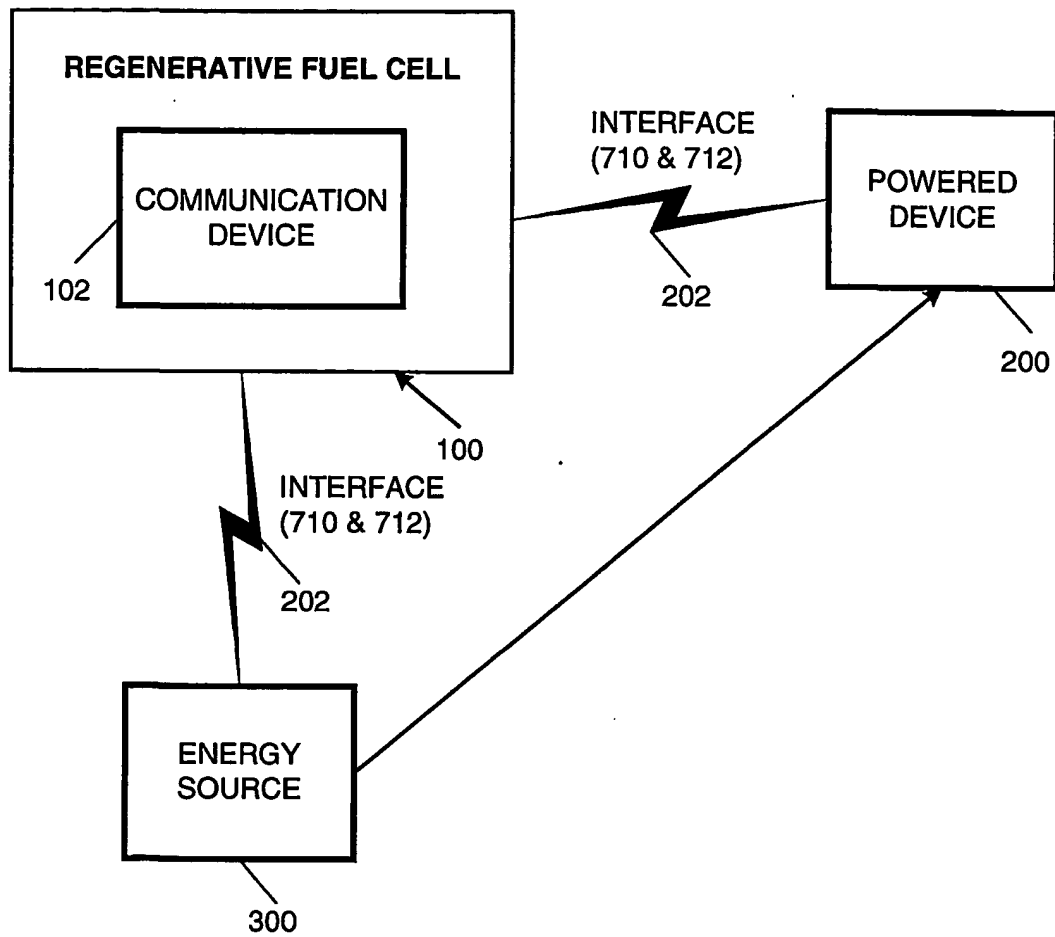 REGENERATIVE FUEL CELL
COMMUNICATION
DEVICE
102
INTERFACE
(710 & 712)
202
POWERED
DEVICE
200
100
INTERFACE
(710 & 712)
202
ENERGY
SOURCE
300